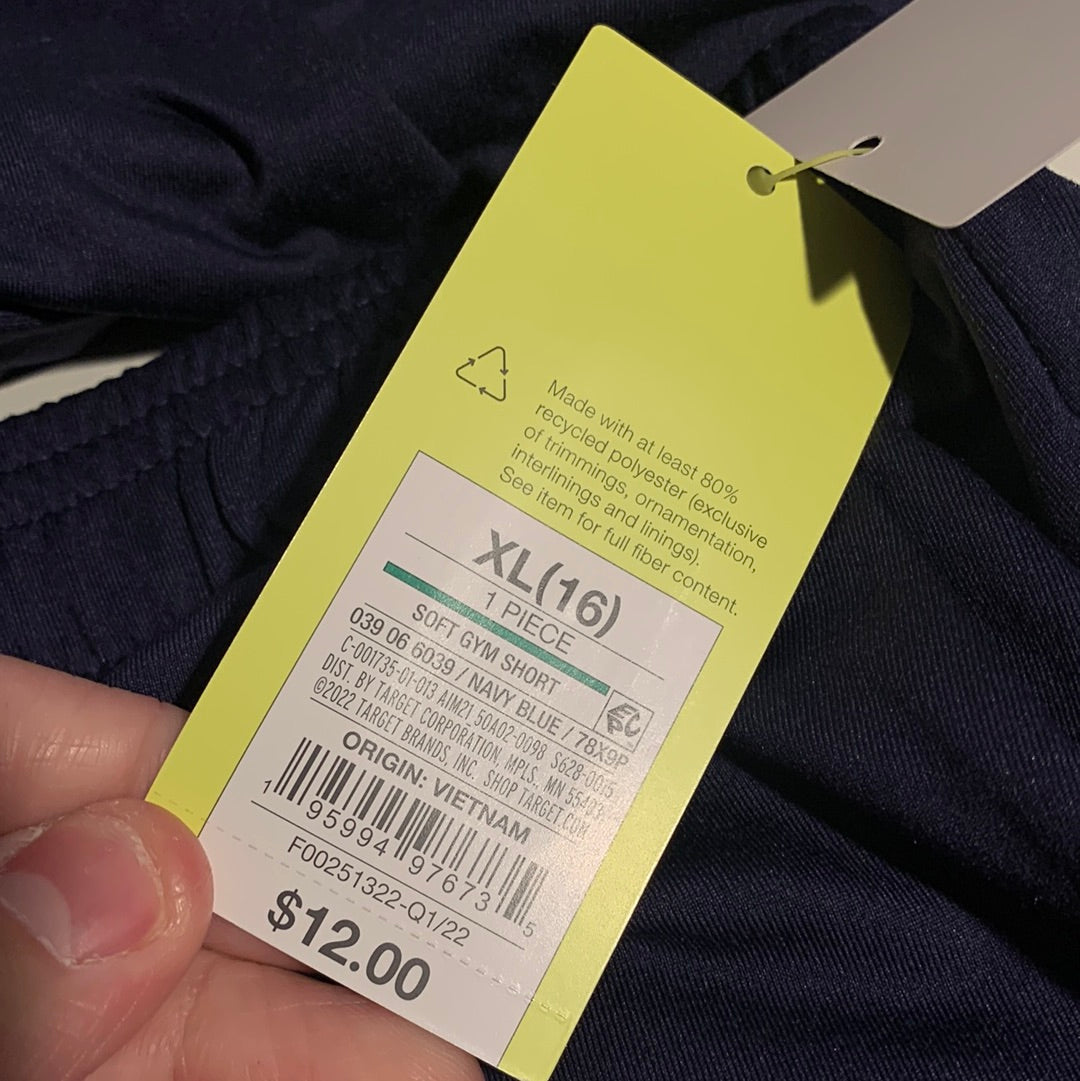 Made with at least 80%
recycled polyester (exclusive
of trimmings, ornamentation,
interlinings and linings).
See item for full fiber content.
XL(16)
1 PIECE
SOFT GYM SHORT
039 06 6039 / NAVY BLUE / 78X9P
C-001735-01-013 AIM21 50A02-0098 S628-0015
DIST. BY TARGET CORPORATION, MPLS., MN 55403
©2022 TARGET BRANDS, INC. SHOP TARGET.COM
ORIGIN: VIETNAM
1 95994 97673 5
F00251322-Q1/22
$12.00